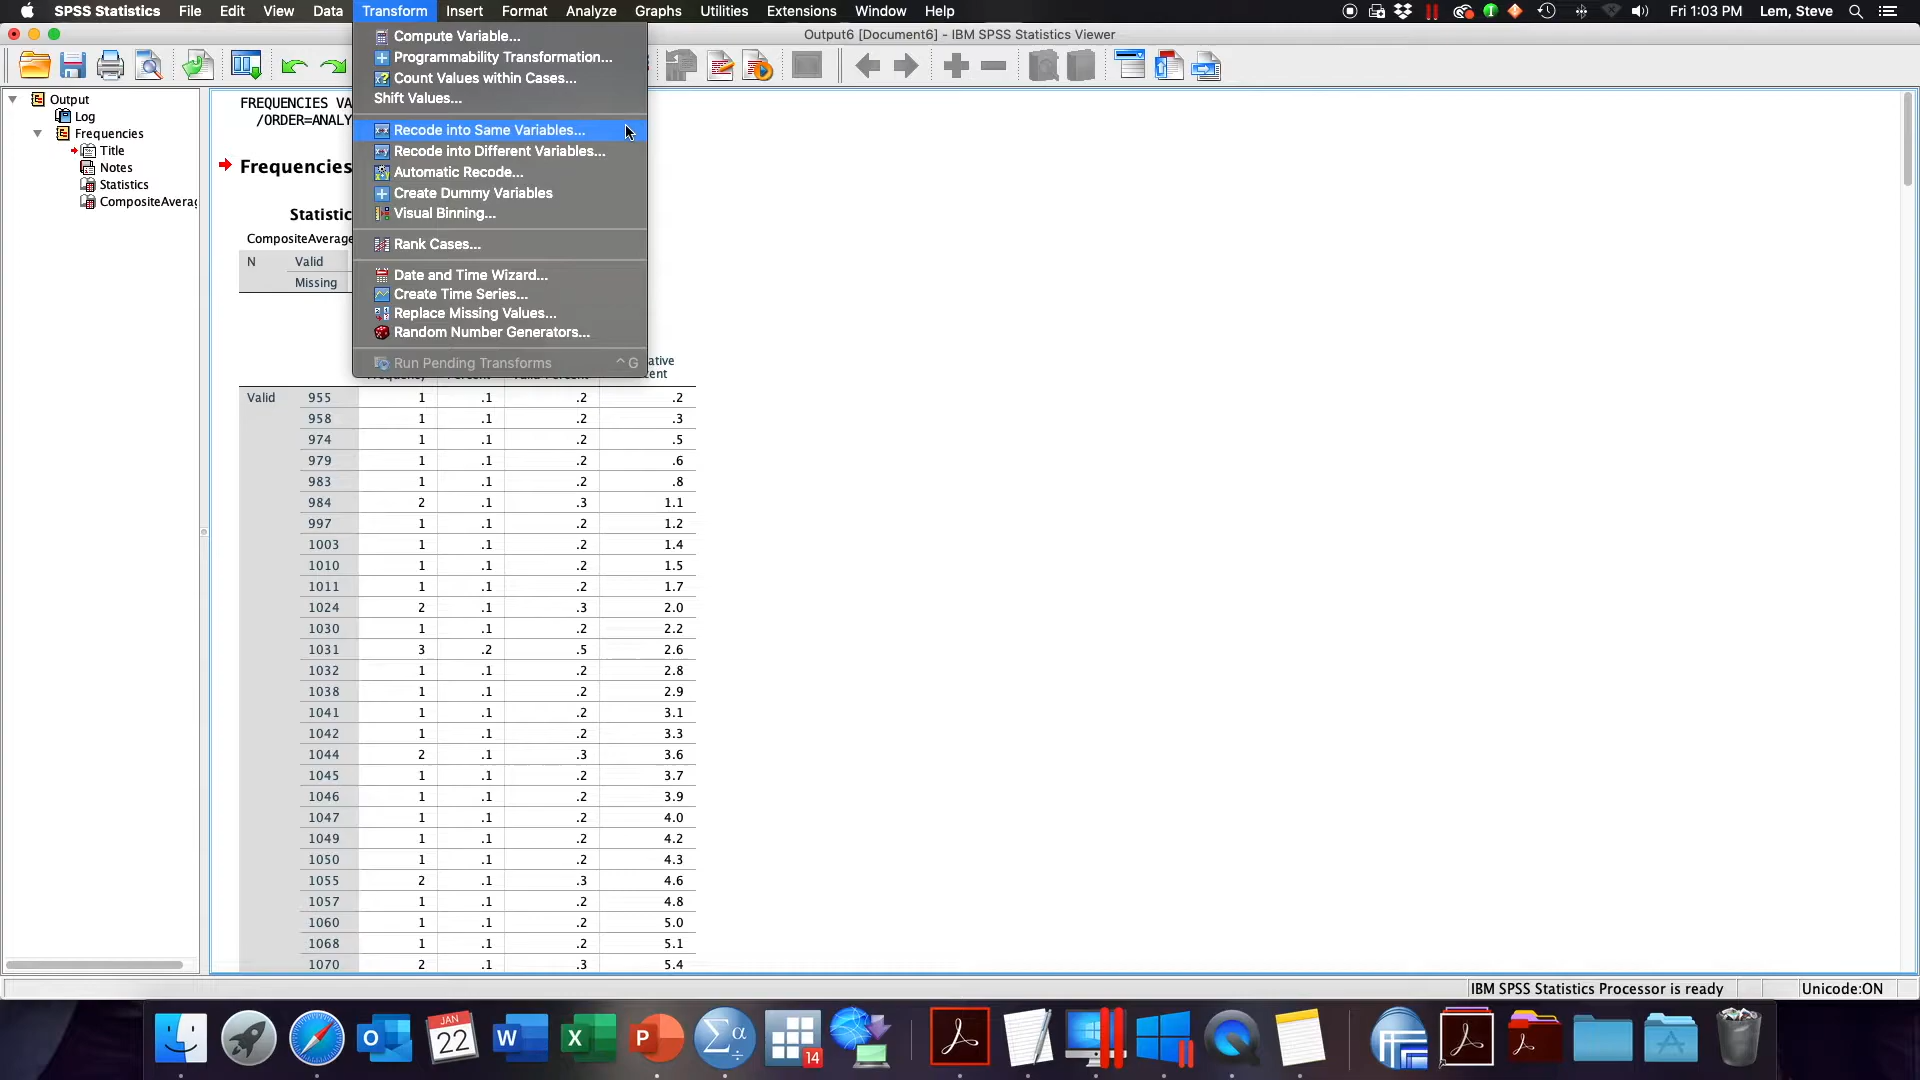 SPSS Statistics File Edit View Data Transform Insert Format Analyze Graphs Utilities Extensions Window Help Fri 1:03 PM Lem, Steve
Output6 [Document6] - IBM SPSS Statistics Viewer
Compute Variable...
Programmability Transformation...
Count Values within Cases...
Shift Values...
Recode into Same Variables...
Recode into Different Variables...
Automatic Recode...
Create Dummy Variables
Visual Binning...
Rank Cases...
Date and Time Wizard...
Create Time Series...
Replace Missing Values...
Random Number Generators...
Run Pending Transforms ^G
Output
Log
Frequencies
Title
Notes
Statistics
CompositeAverag
FREQUENCIES VA
/ORDER=ANALY
Frequencies
Statistic
CompositeAverage
N Valid
Missing
ative
cent
Valid 955 1 .1 .2 .2
958 1 .1 .2 .3
974 1 .1 .2 .5
979 1 .1 .2 .6
983 1 .1 .2 .8
984 2 .1 .3 1.1
997 1 .1 .2 1.2
1003 1 .1 .2 1.4
1010 1 .1 .2 1.5
1011 1 .1 .2 1.7
1024 2 .1 .3 2.0
1030 1 .1 .2 2.2
1031 3 .2 .5 2.6
1032 1 .1 .2 2.8
1038 1 .1 .2 2.9
1041 1 .1 .2 3.1
1042 1 .1 .2 3.3
1044 2 .1 .3 3.6
1045 1 .1 .2 3.7
1046 1 .1 .2 3.9
1047 1 .1 .2 4.0
1049 1 .1 .2 4.2
1050 1 .1 .2 4.3
1055 2 .1 .3 4.6
1057 1 .1 .2 4.8
1060 1 .1 .2 5.0
1068 1 .1 .2 5.1
1070 2 .1 .3 5.4
IBM SPSS Statistics Processor is ready Unicode:ON
JAN
22
14